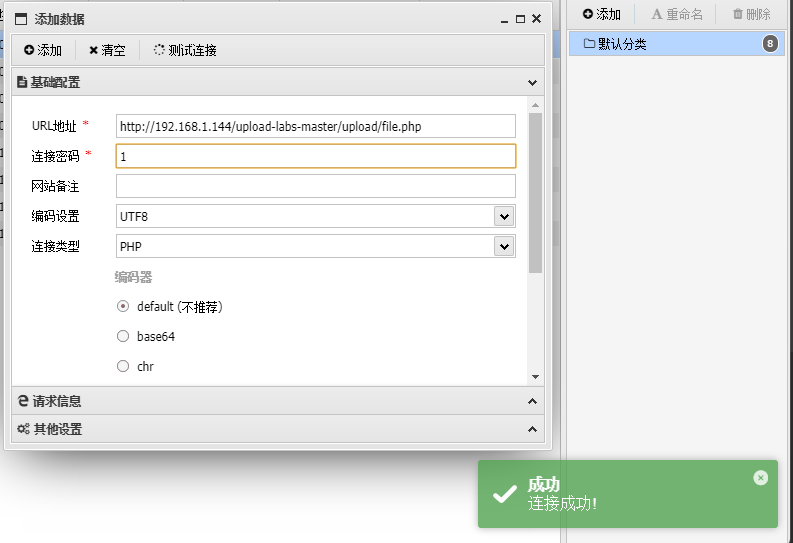 添加数据
添加 清空 测试连接
基础配置
URL地址 * http://192.168.1.144/upload-labs-master/upload/file.php
连接密码 * 1
网站备注
编码设置 UTF8
连接类型 PHP
编码器
default (不推荐)
base64
chr
请求信息
其他设置
添加 重命名 删除
默认分类 8
成功
连接成功!